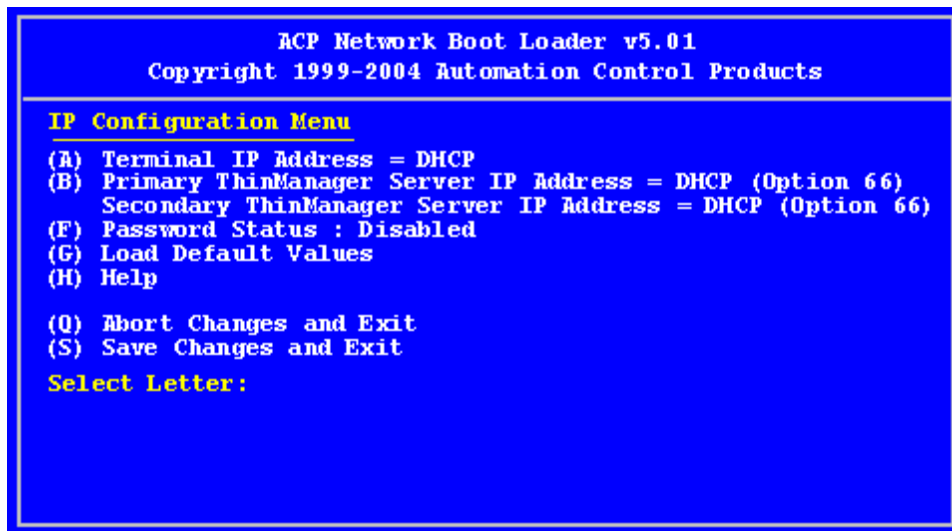 ACP Network Boot Loader v5.01
Copyright 1999-2004 Automation Control Products
IP Configuration Menu
(A) Terminal IP Address = DHCP
(B) Primary ThinManager Server IP Address = DHCP (Option 66)
Secondary ThinManager Server IP Address = DHCP (Option 66)
(F) Password Status : Disabled
(G) Load Default Values
(H) Help
(Q) Abort Changes and Exit
(S) Save Changes and Exit
Select Letter: